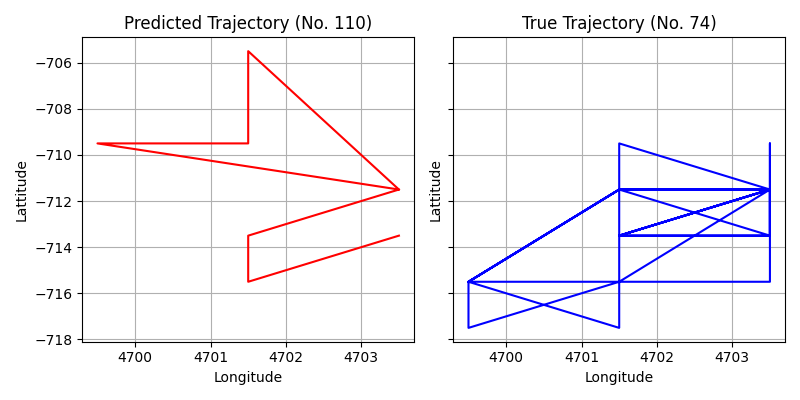 Predicted Trajectory (No. 110)
True Trajectory (No. 74)
−706
−708
−710
−712
−714
−716
−718
Lattitude
Lattitude
4700 4701 4702 4703
4700 4701 4702 4703
Longitude
Longitude